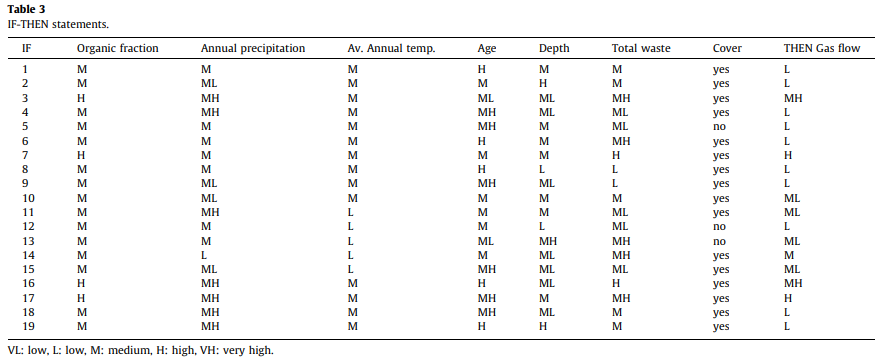 Table 3
IF-THEN statements.
IF Organic fraction Annual precipitation Av. Annual temp. Age Depth Total waste Cover THEN Gas flow
1 M M M H M M yes L
2 M ML M M H M yes L
3 H MH M ML ML MH yes MH
4 M MH M MH ML ML yes L
5 M M M MH M ML no L
6 M M M H M MH yes L
7 H M M M M H yes H
8 M M M H L L yes L
9 M ML M MH ML L yes L
10 M ML M M M M yes ML
11 M MH L M M ML yes ML
12 M M L M L ML no L
13 M M L ML MH MH no ML
14 M L L M ML MH yes M
15 M ML L MH ML ML yes ML
16 H MH M H ML H yes MH
17 H MH M MH M MH yes H
18 M MH M MH ML M yes L
19 M MH M H H M yes L
VL: low, L: low, M: medium, H: high, VH: very high.